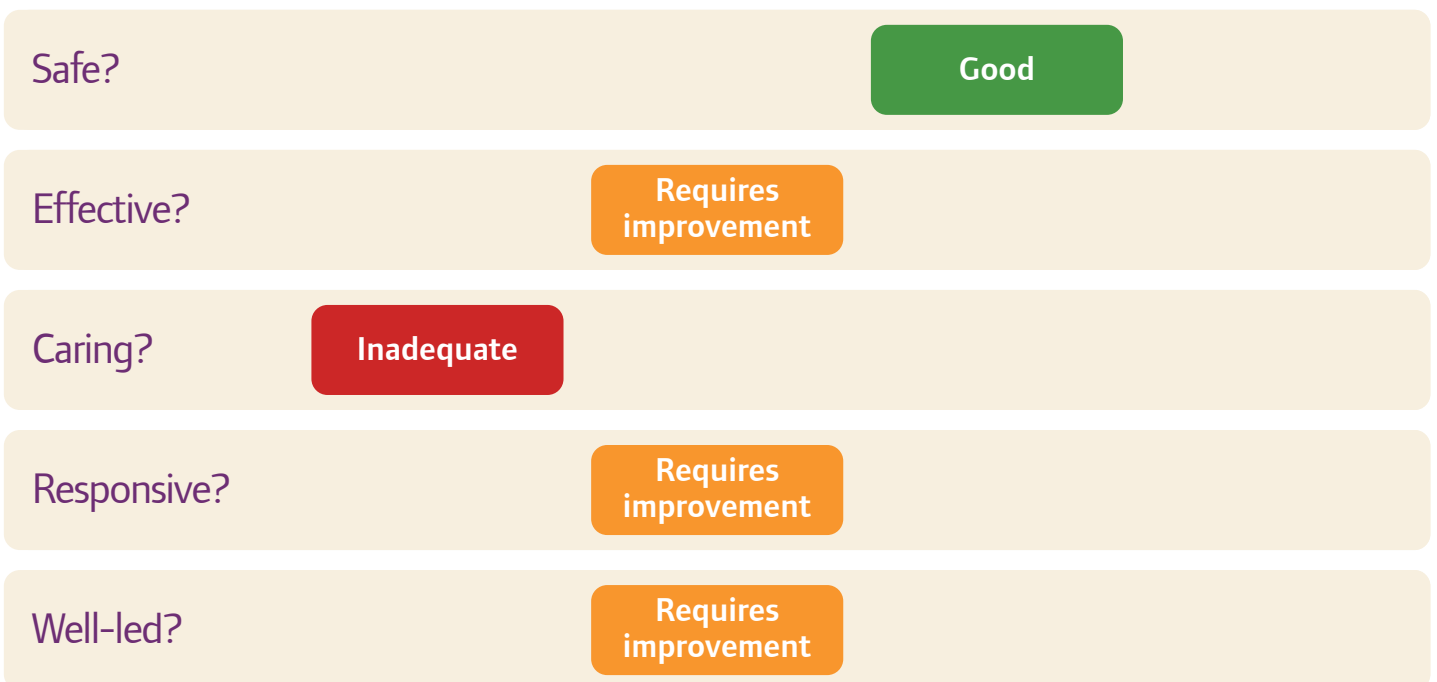 Safe?
Good
Effective?
Requires
improvement
Caring?
Inadequate
Responsive?
Requires
improvement
Well-led?
Requires
improvement